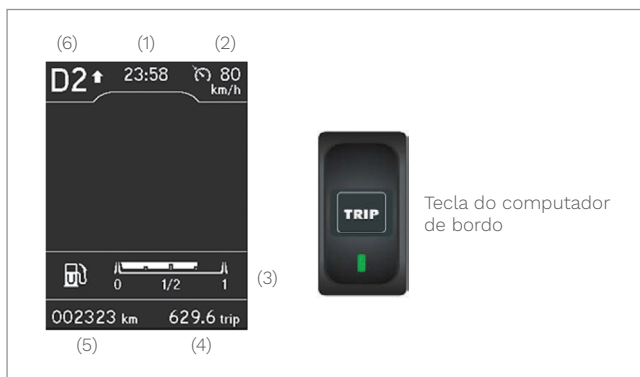 (6) (1) (2)
D2 23:58 80
km/h
TRIP
Tecla do computador
de bordo
0 1/2 1
(3)
002323 km 629.6 trip
(5) (4)